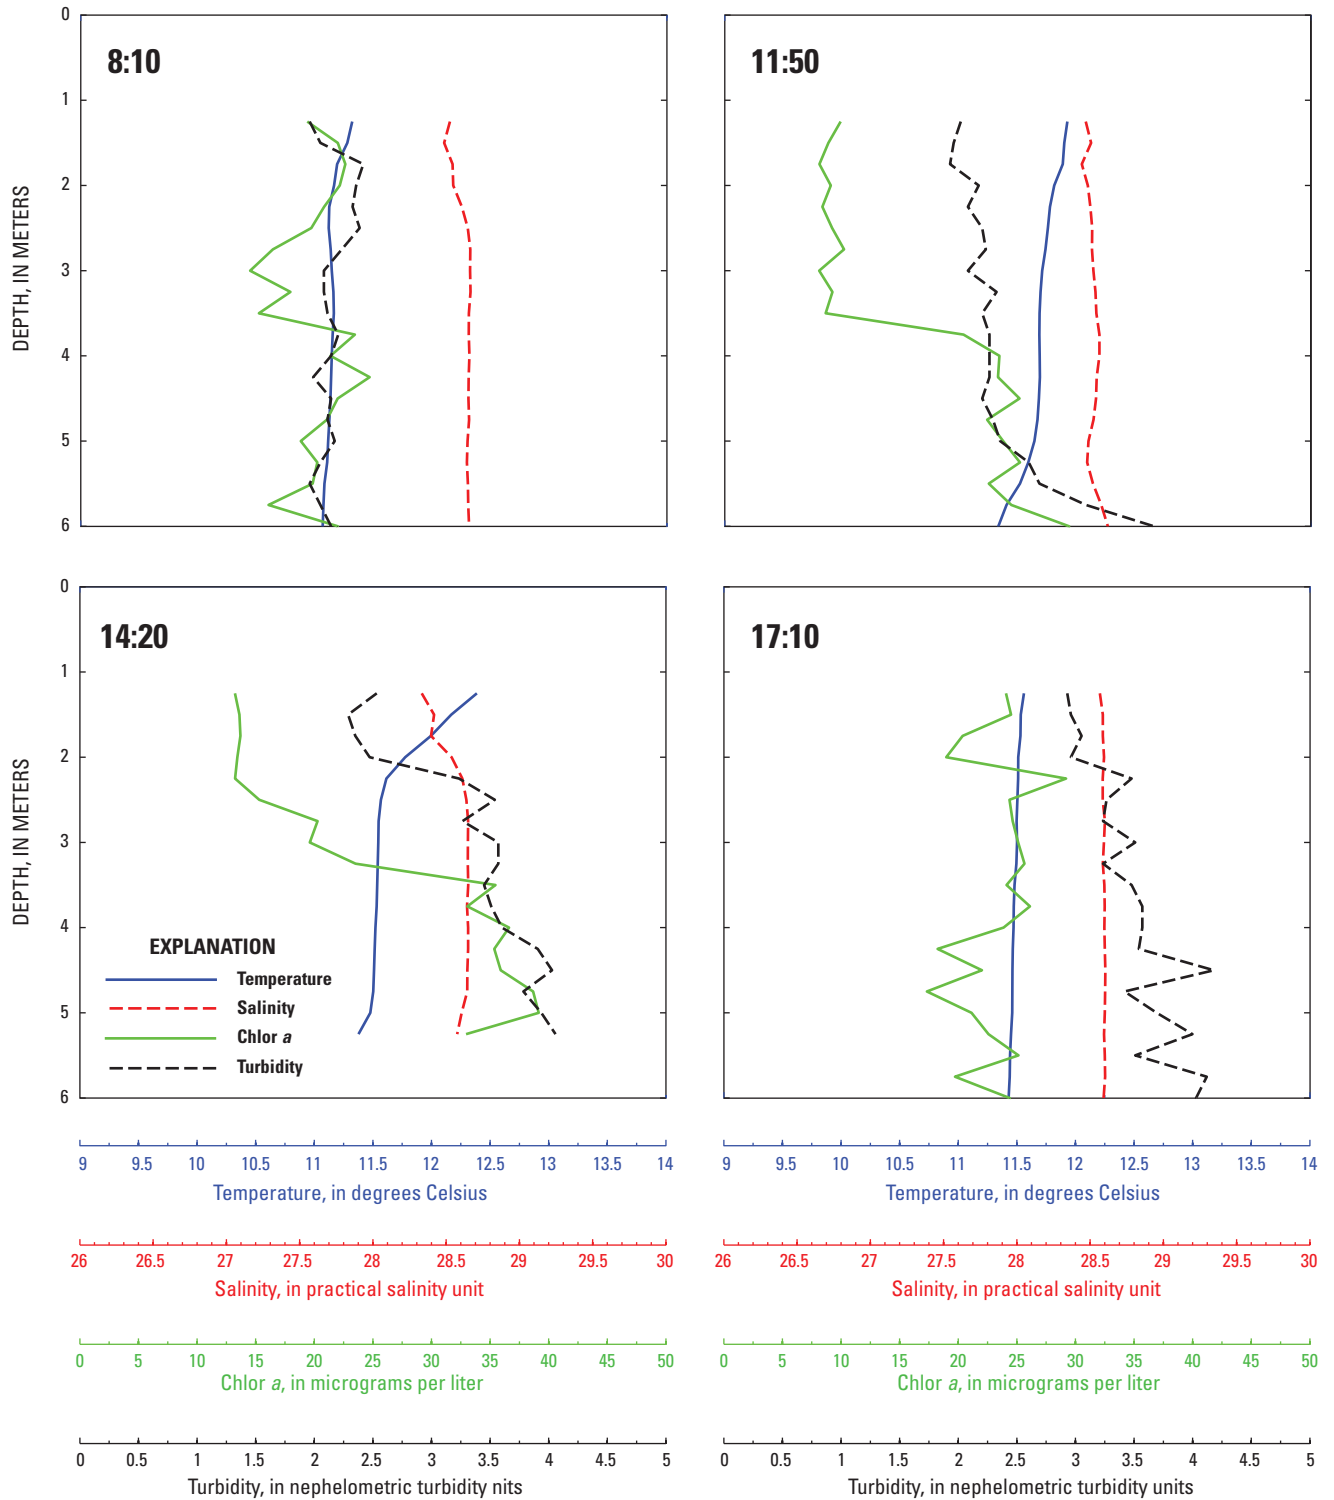 0
1
2
3
4
5
6
DEPTH, IN METERS
8:10
11:50
0
1
2
3
4
5
6
DEPTH, IN METERS
14:20
17:10
EXPLANATION
Temperature
Salinity
Chlor a
Turbidity
9 9.5 10 10.5 11 11.5 12 12.5 13 13.5 14
Temperature, in degrees Celsius
9 9.5 10 10.5 11 11.5 12 12.5 13 13.5 14
Temperature, in degrees Celsius
26 26.5 27 27.5 28 28.5 29 29.5 30
Salinity, in practical salinity unit
26 26.5 27 27.5 28 28.5 29 29.5 30
Salinity, in practical salinity unit
0 5 10 15 20 25 30 35 40 45 50
Chlor a, in micrograms per liter
0 5 10 15 20 25 30 35 40 45 50
Chlor a, in micrograms per liter
0 0.5 1 1.5 2 2.5 3 3.5 4 4.5 5
Turbidity, in nephelometric turbidity nits
0 0.5 1 1.5 2 2.5 3 3.5 4 4.5 5
Turbidity, in nephelometric turbidity units